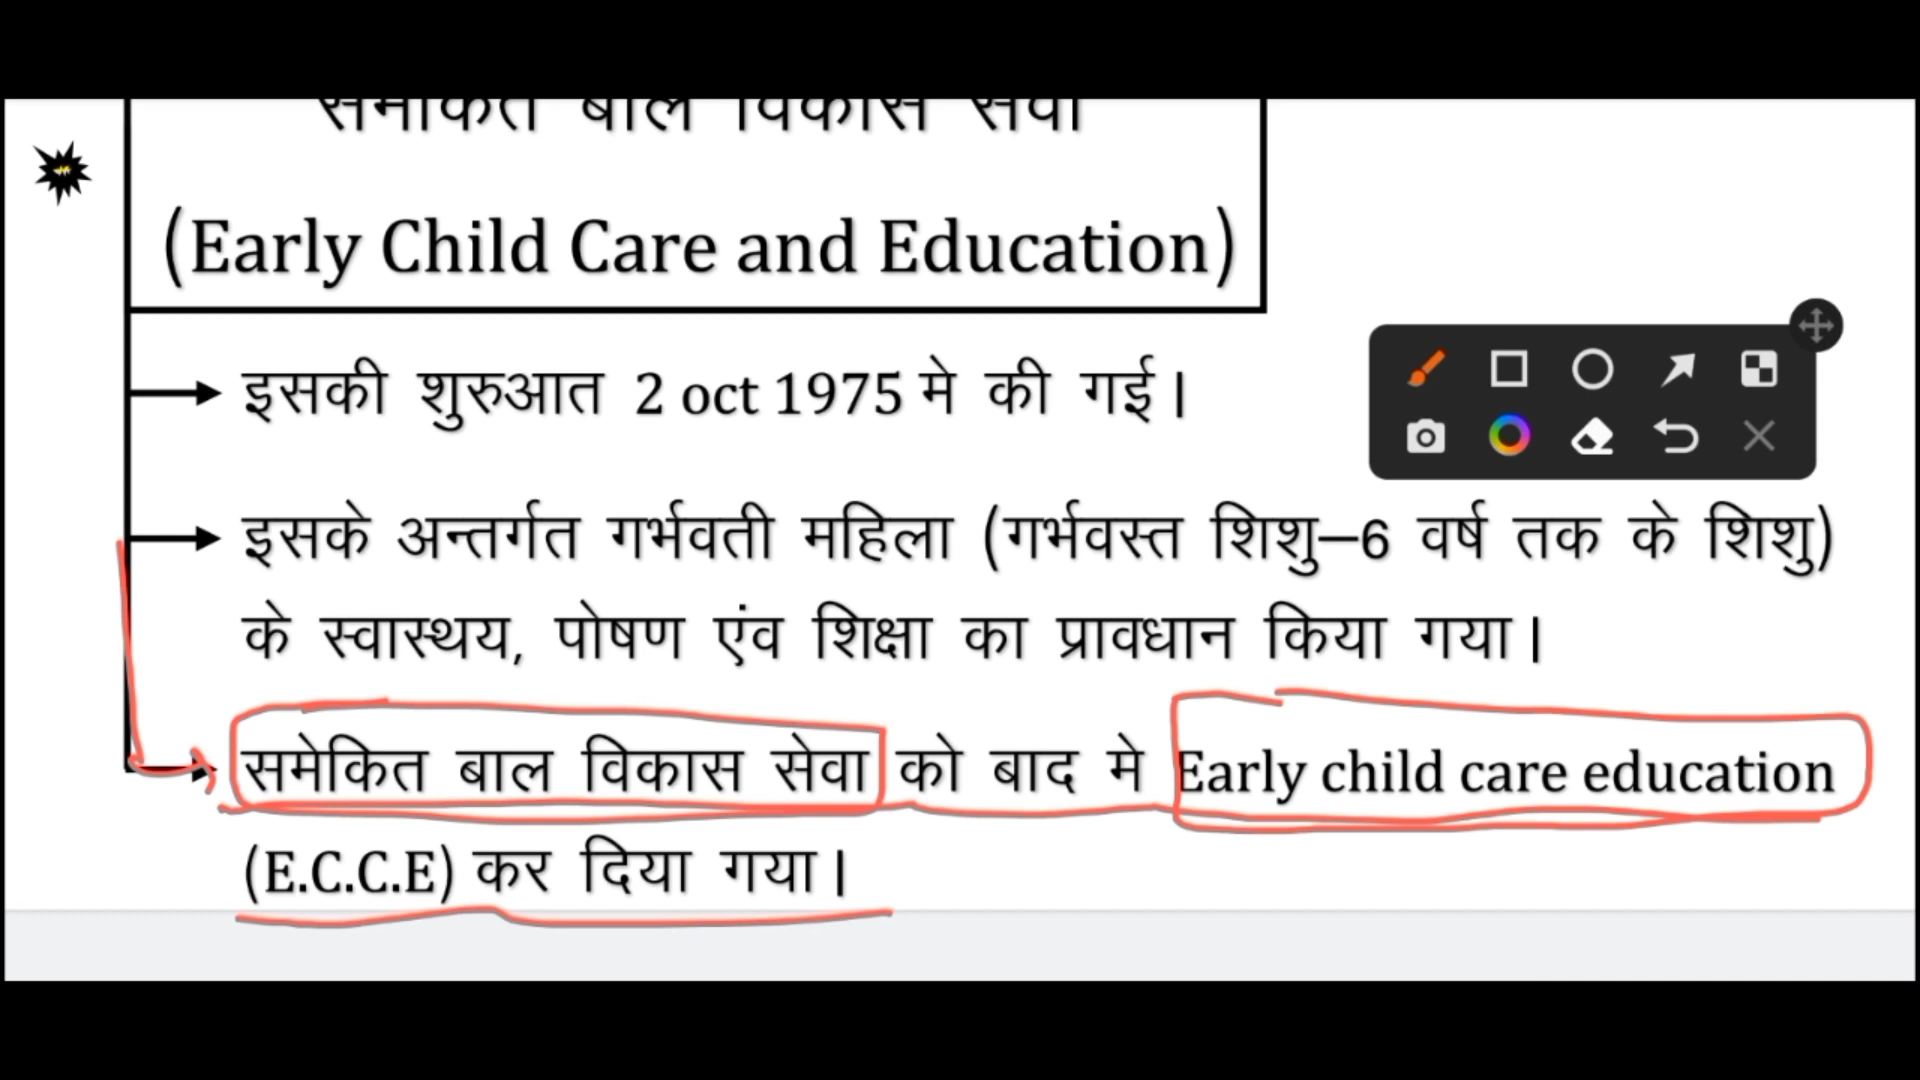 समेकित बाल विकास सेवा
(Early Child Care and Education)
इसकी शुरुआत 2 oct 1975 मे की गई।
इसके अन्तर्गत गर्भवती महिला (गर्भवस्त शिशु–6 वर्ष तक के शिशु)
के स्वास्थय, पोषण एंव शिक्षा का प्रावधान किया गया।
समेकित बाल विकास सेवा को बाद मे Early child care education
(E.C.C.E) कर दिया गया।